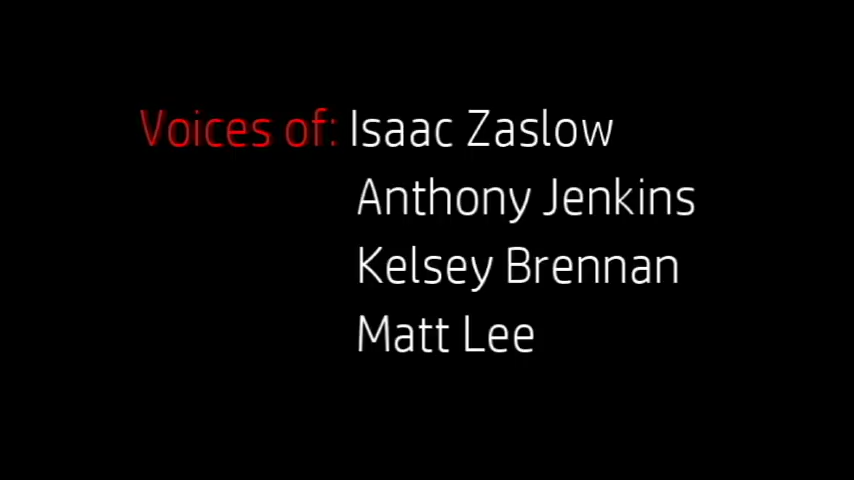 Voices of: Isaac Zaslow
Anthony Jenkins
Kelsey Brennan
Matt Lee